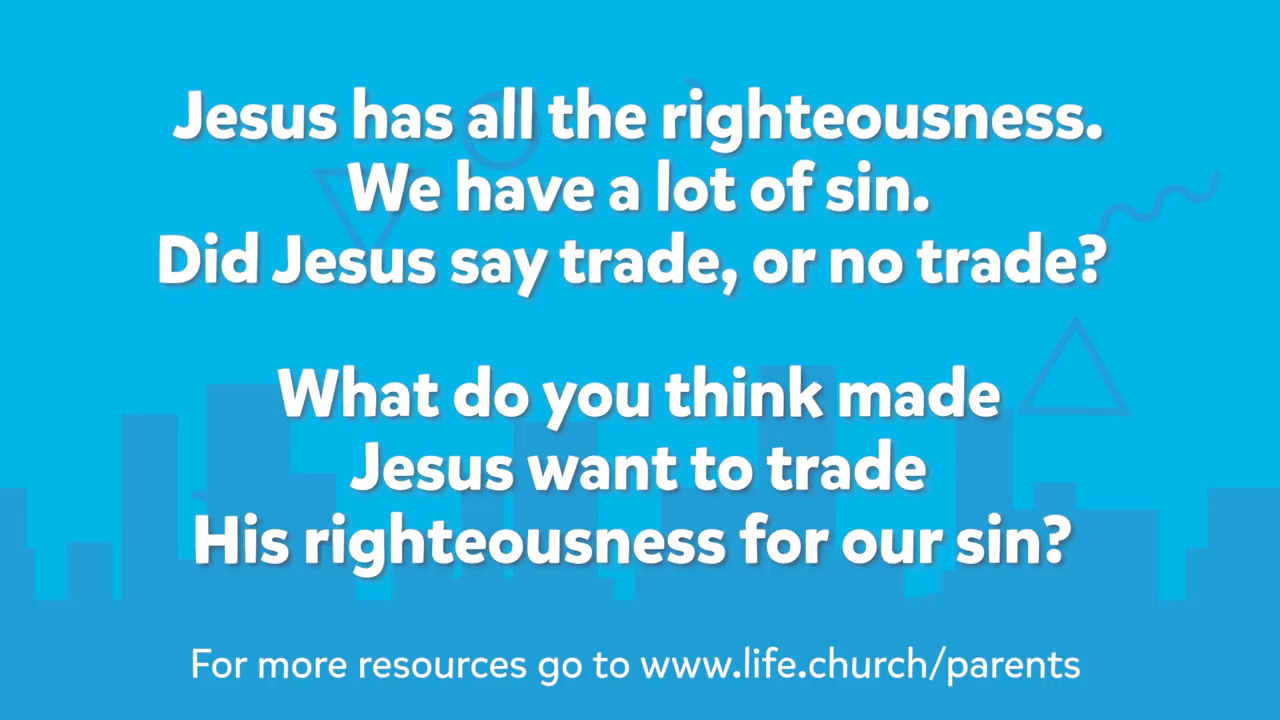 Jesus has all the righteousness.
We have a lot of sin.
Did Jesus say trade, or no trade?
What do you think made
Jesus want to trade
His righteousness for our sin?
For more resources go to www.life.church/parents